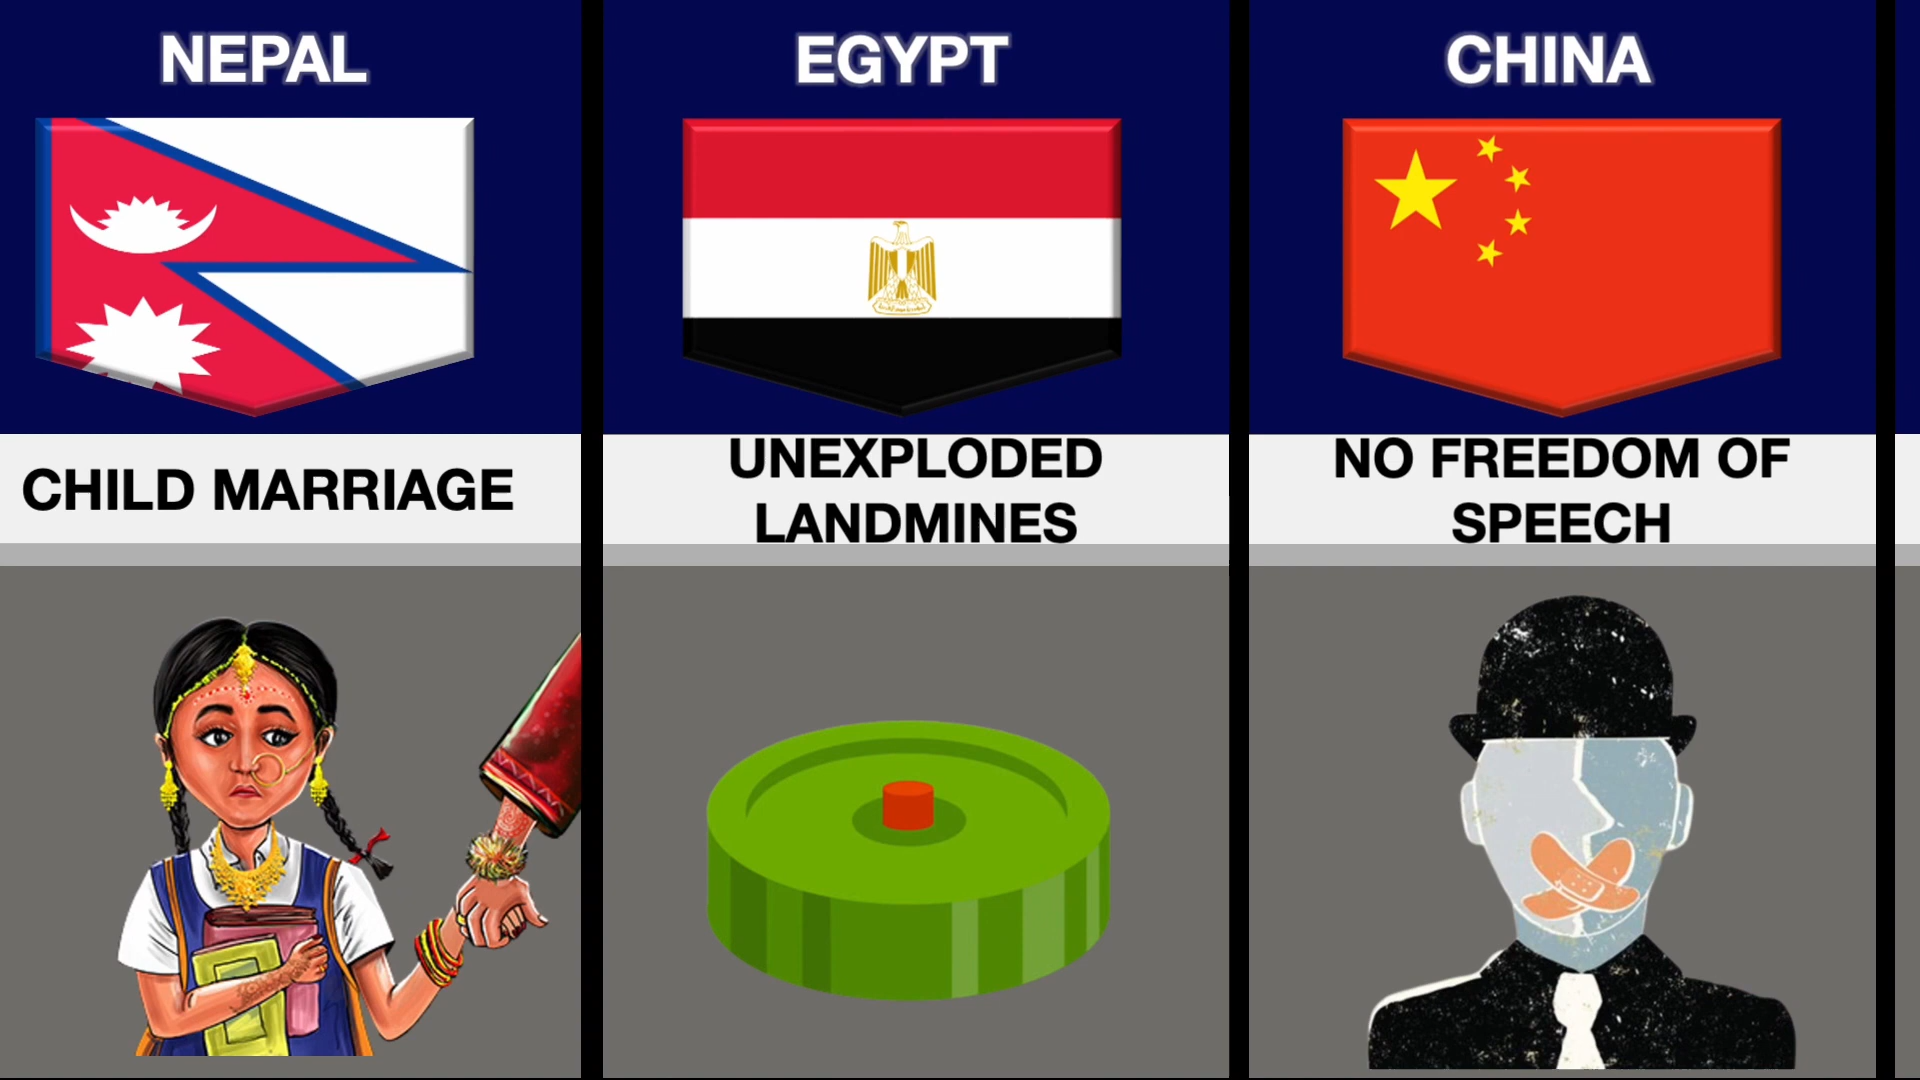 NEPAL
CHILD MARRIAGE
EGYPT
UNEXPLODED
LANDMINES
CHINA
NO FREEDOM OF
SPEECH